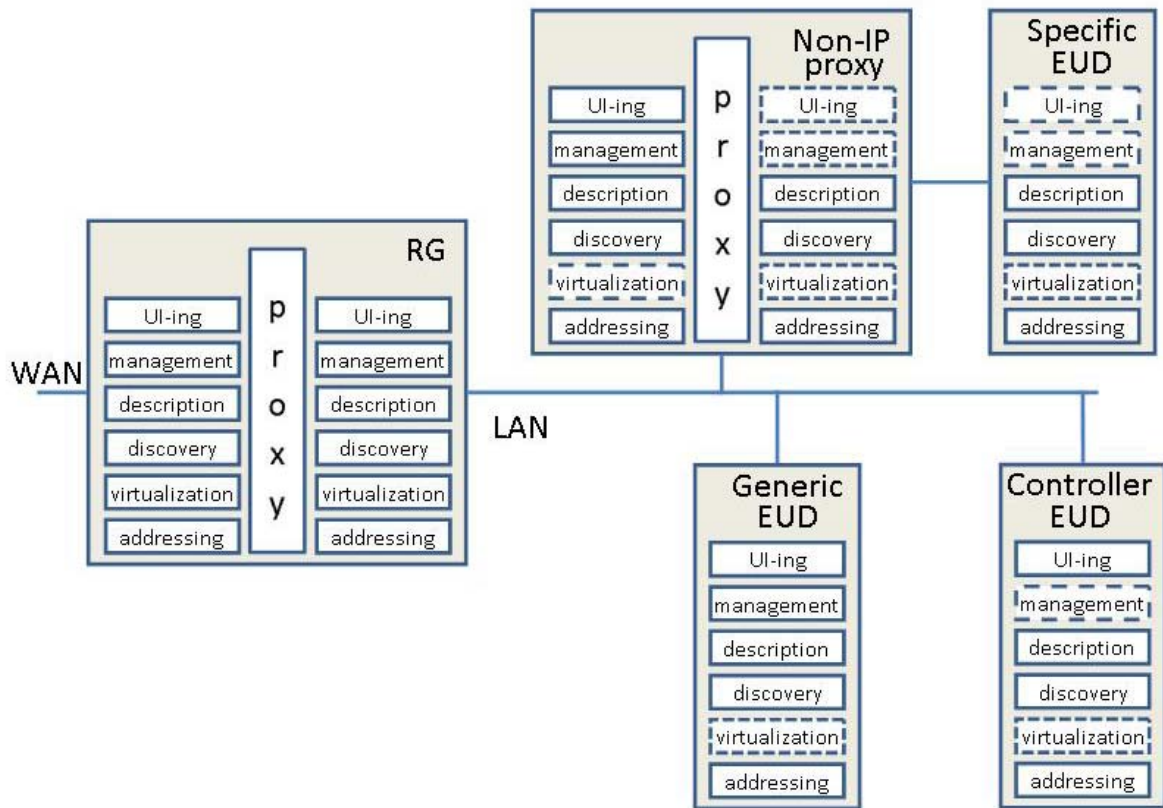 Non-IP
proxy
p
r
o
x
y
UI-ing
management
description
discovery
virtualization
addressing
UI-ing
management
description
discovery
virtualization
addressing
Specific
EUD
UI-ing
management
description
discovery
virtualization
addressing
RG
p
r
o
x
y
UI-ing
management
description
discovery
virtualization
addressing
UI-ing
management
description
discovery
virtualization
addressing
WAN
LAN
Generic
EUD
UI-ing
management
description
discovery
virtualization
addressing
Controller
EUD
UI-ing
management
description
discovery
virtualization
addressing